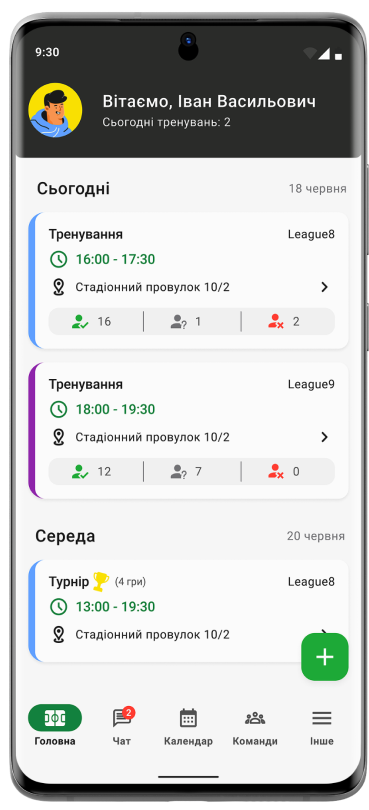 9:30
Вітаємо, Іван Васильович
Сьогодні тренувань: 2
Сьогодні 18 червня
Тренування League8
16:00 - 17:30
Стадіонний провулок 10/2
16 ? 1 2
Тренування League9
18:00 - 19:30
Стадіонний провулок 10/2
12 ? 7 0
Середа 20 червня
Турнір (4 гри) League8
13:00 - 19:30
Стадіонний провулок 10/2
+
2
Головна Чат Календар Команди Інше